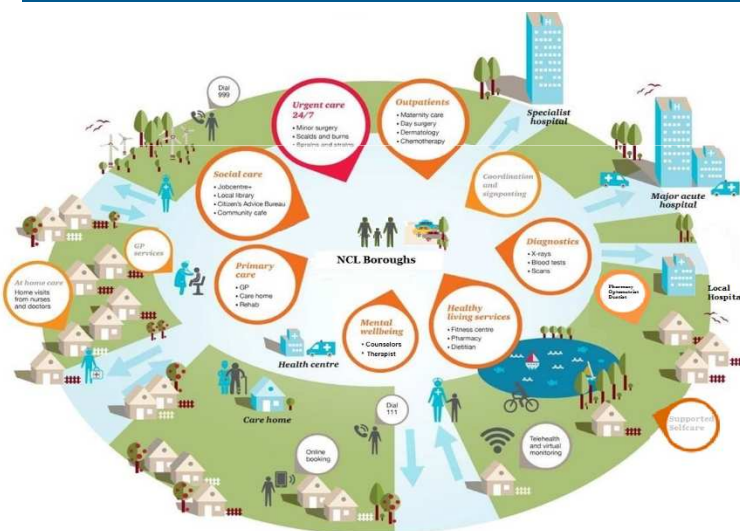 Dial
999
Urgent care
24/7
• Minor surgery
• Scalds and burns
• Sprains and strains
Outpatients
• Maternity care
• Day surgery
• Dermatology
• Chemotherapy
Specialist
hospital
Social care
• Jobcentre+
• Local library
• Citizen's Advice Bureau
• Community cafe
Coordination
and
signposting
Major acute
hospital
GP
services
NCL Boroughs
Diagnostics
• X-rays
• Blood tests
• Scans
At home care
Home visits
from nurses
and doctors
Primary
care
• GP
• Care home
• Rehab
Pharmacy
Optometrist
Dentist
Local
Hospita
Mental
wellbeing
• Counselors
• Therapist
Healthy
living services
• Fitness centre
• Pharmacy
• Dietitian
Health centre
Care home
Dial
111
Supported
Selfcare
Online
booking
Telehealth
and virtual
monitoring